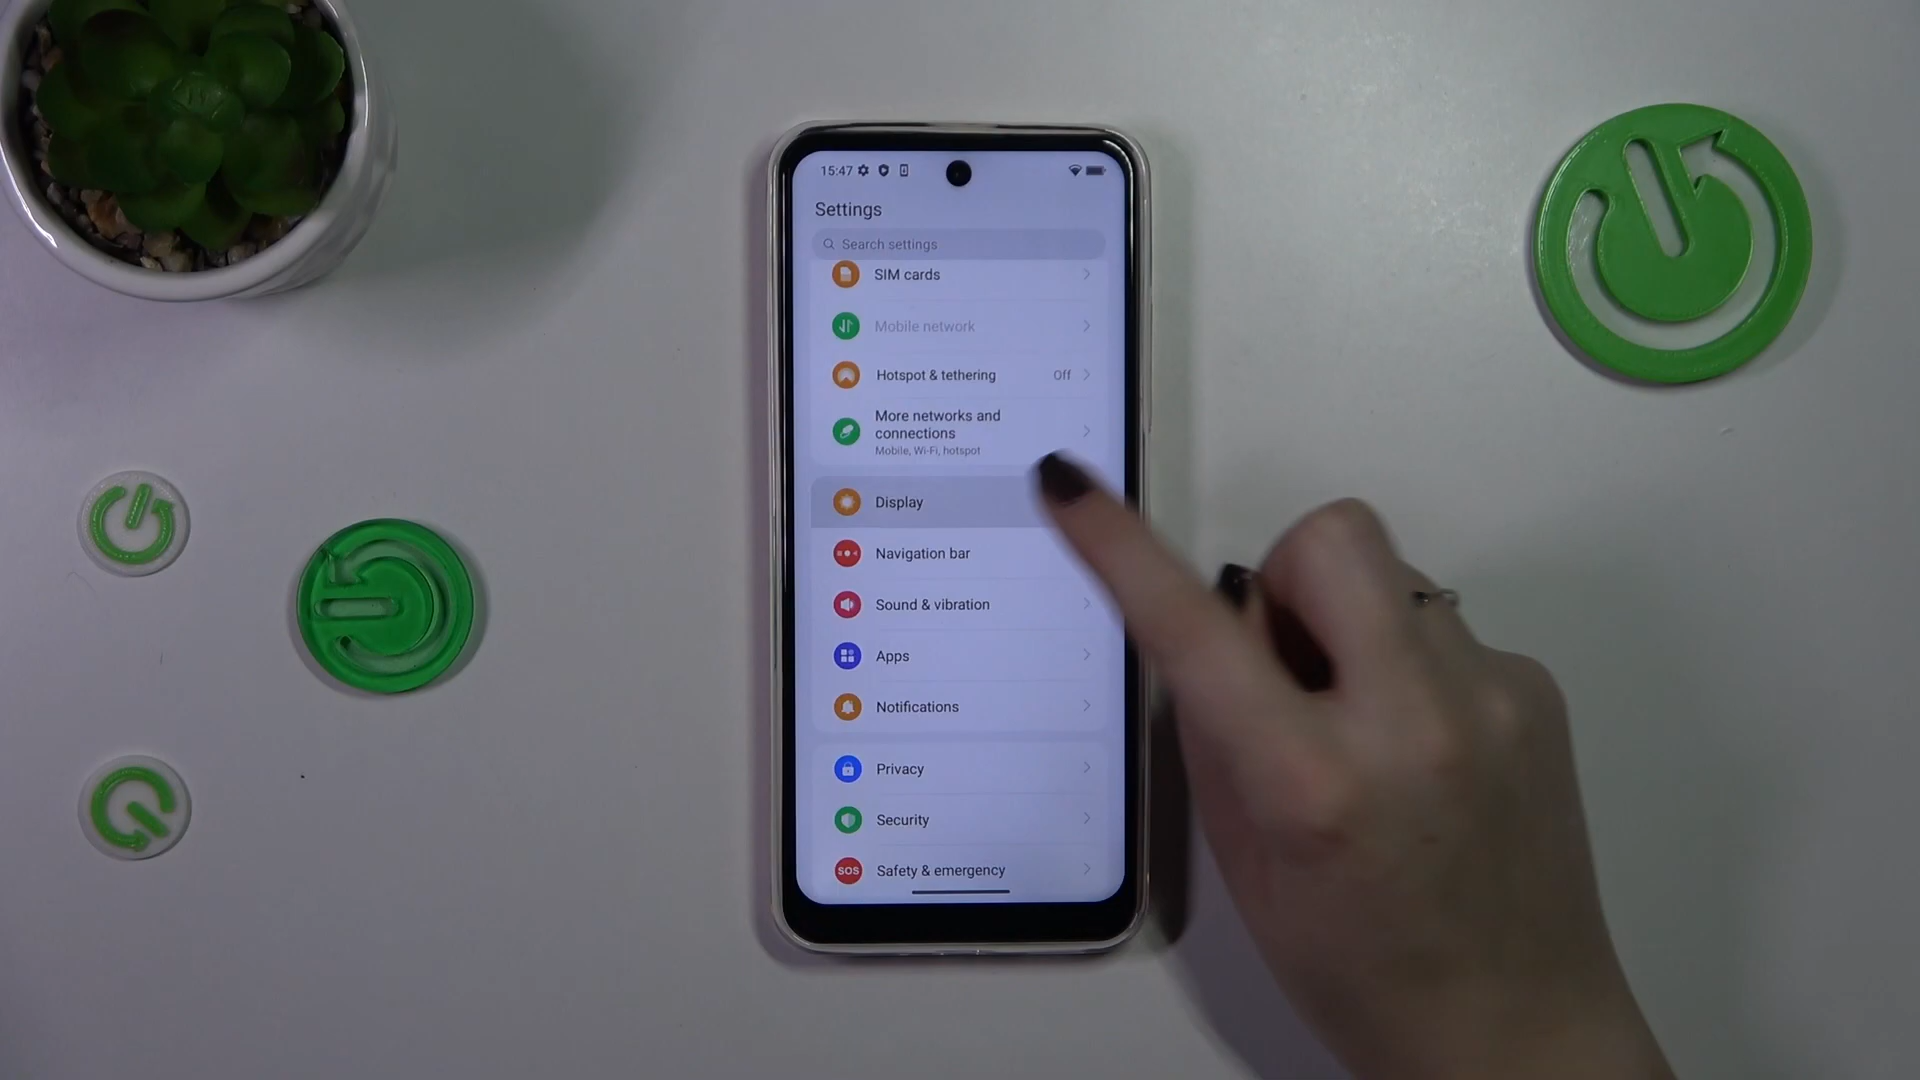 15:47
Settings
Search settings
SIM cards
Mobile network
Hotspot & tethering Off
More networks and
connections
Mobile, Wi-Fi, hotspot
Display
Navigation bar
Sound & vibration
Apps
Notifications
Privacy
Security
SOS Safety & emergency